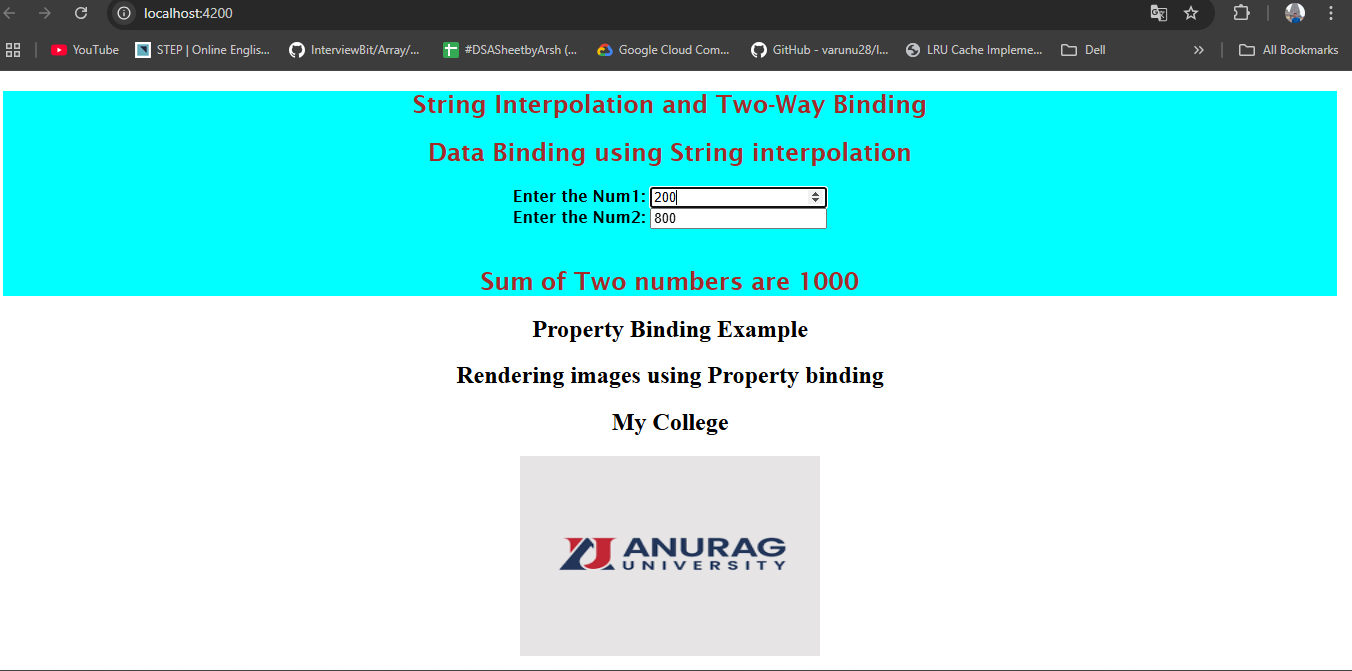 localhost:4200
YouTube STEP | Online Englis... InterviewBit/Array/... #DSASheetbyArsh (... Google Cloud Com... GitHub - varunu28/I... LRU Cache Impleme... Dell » All Bookmarks
String Interpolation and Two-Way Binding
Data Binding using String interpolation
Enter the Num1: 200
Enter the Num2: 800
Sum of Two numbers are 1000
Property Binding Example
Rendering images using Property binding
My College
ANURAG
UNIVERSITY